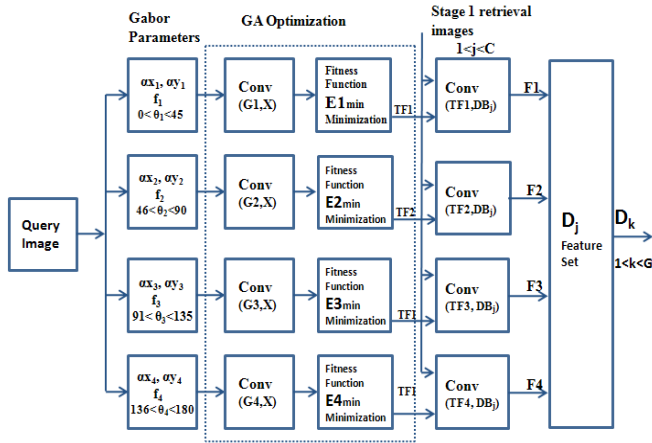 Gabor
Parameters
GA Optimization
Stage 1 retrieval
images
1<j<C
Query
Image
αx₁, αy₁
f₁
0<θ₁<45
Conv
(G1,X)
Fitness
Function
E1min
Minimization
TF1
Conv
(TF1,DBⱼ)
F1
αx₂, αy₂
f₂
46<θ₂<90
Conv
(G2,X)
Fitness
Function
E2min
Minimization
TF2
Conv
(TF2,DBⱼ)
F2
αx₃, αy₃
f₃
91<θ₃<135
Conv
(G3,X)
Fitness
Function
E3min
Minimization
TF1
Conv
(TF3, DBⱼ)
F3
αx₄, αy₄
f₄
136<θ₄<180
Conv
(G4,X)
Fitness
Function
E4min
Minimization
TF1
Conv
(TF4, DBⱼ)
F4
Dⱼ
Feature
Set
Dₖ
1<k<G